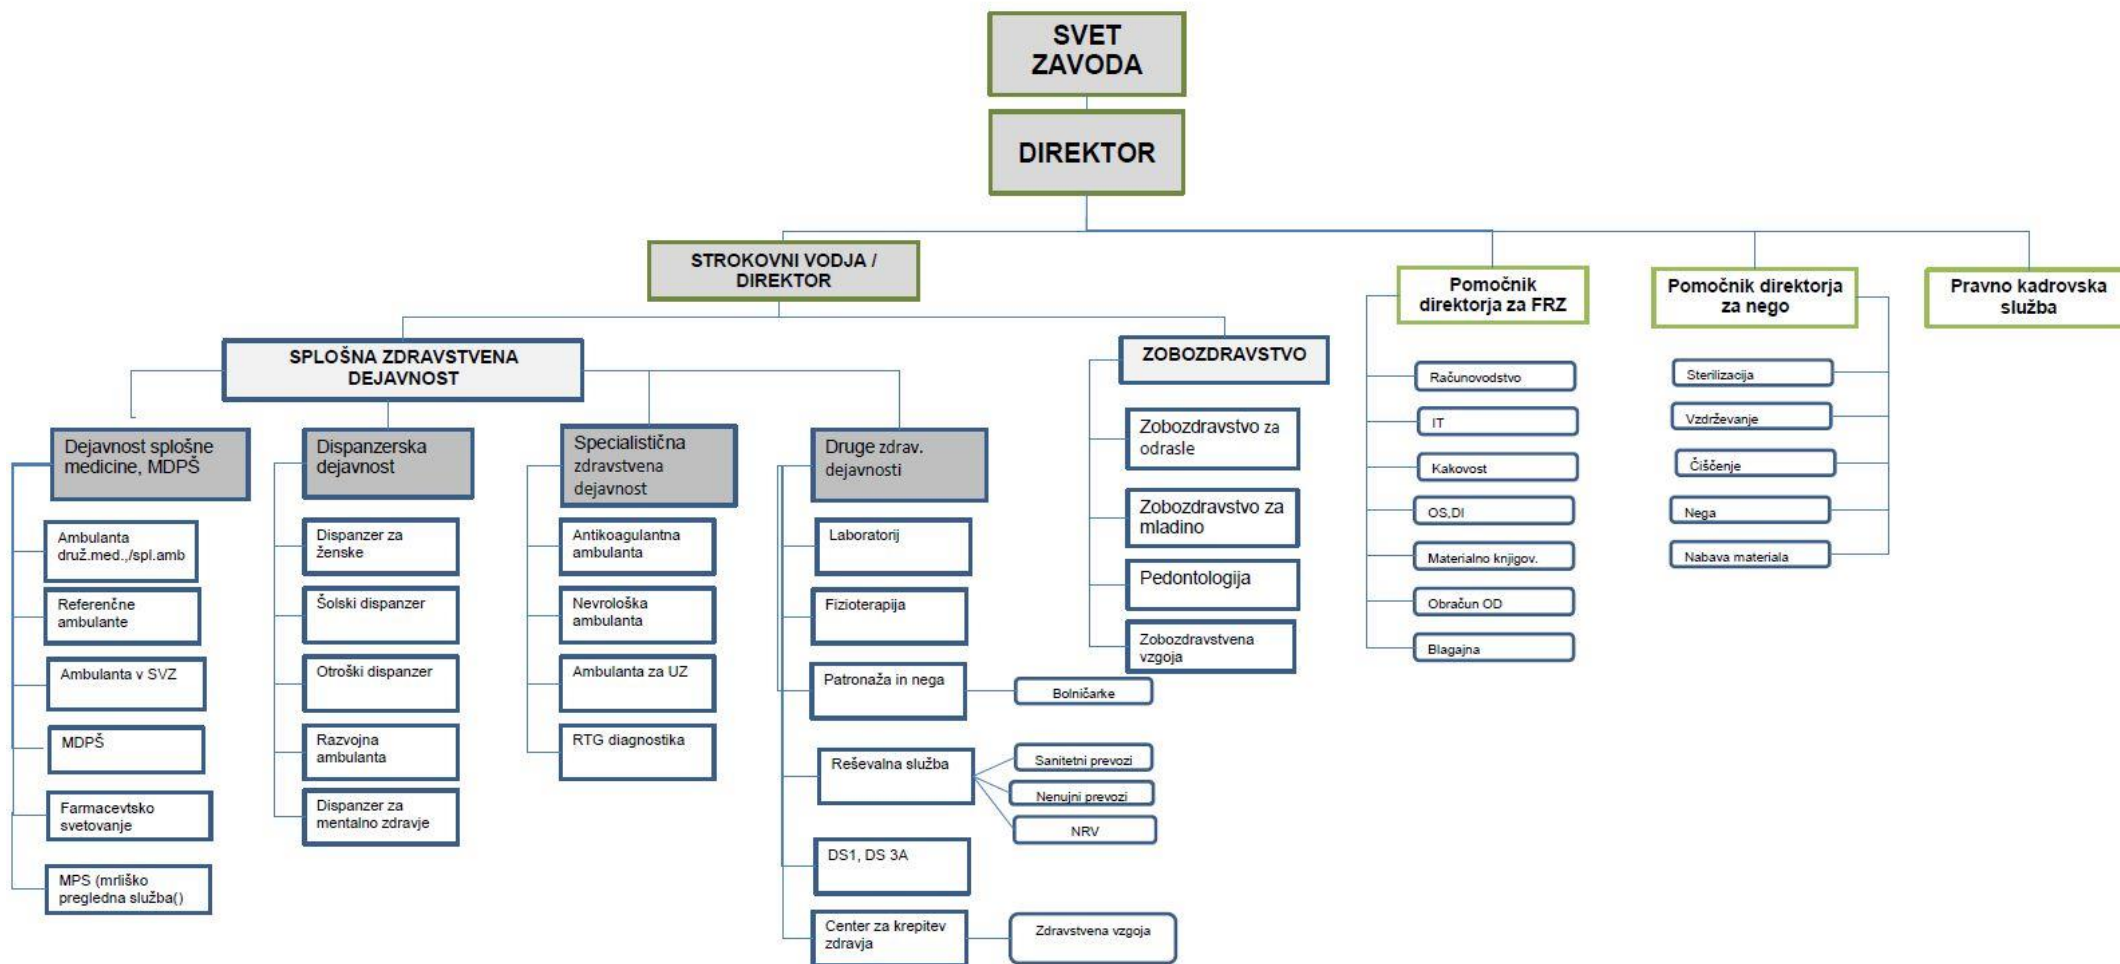 SVET
ZAVODA
DIREKTOR
STROKOVNI VODJA /
DIREKTOR
Pomočnik
direktorja za FRZ
Pomočnik direktorja
za nego
Pravno kadrovska
služba
SPLOŠNA ZDRAVSTVENA
DEJAVNOST
ZOBOZDRAVSTVO
Dejavnost splošne
medicine, MDPŠ
Ambulanta
druž.med.,/spl.amb
Referenčne
ambulante
Ambulanta v SVZ
MDPŠ
Farmacevtsko
svetovanje
MPS (mrliško
pregledna služba()
Dispanzerska
dejavnost
Dispanzer za
ženske
Šolski dispanzer
Otroški dispanzer
Razvojna
ambulanta
Dispanzer za
mentalno zdravje
Specialistična
zdravstvena
dejavnost
Antikoagulantna
ambulanta
Nevrološka
ambulanta
Ambulanta za UZ
RTG diagnostika
Druge zdrav.
dejavnosti
Laboratorij
Fizioterapija
Patronaža in nega
Bolničarke
Reševalna služba
Sanitetni prevozi
Nenujni prevozi
NRV
DS1, DS 3A
Center za krepitev
zdravja
Zdravstvena vzgoja
Zobozdravstvo za
odrasle
Zobozdravstvo za
mladino
Pedontologija
Zobozdravstvena
vzgoja
Računovodstvo
IT
Kakovost
OS,DI
Materialno knjigov.
Obračun OD
Blagajna
Sterilizacija
Vzdrževanje
Čiščenje
Nega
Nabava materiala